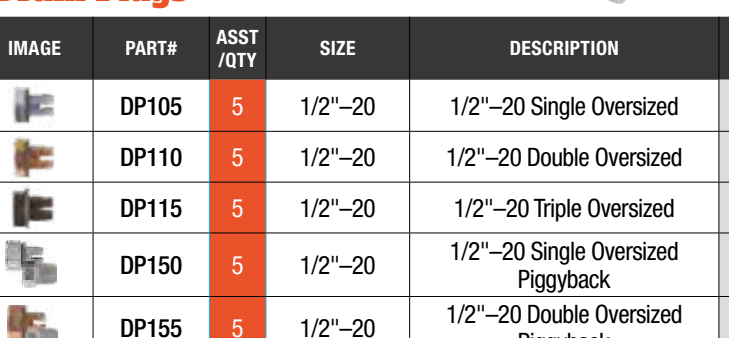 IMAGE PART# ASST /QTY SIZE DESCRIPTION
DP105 5 1/2"–20 1/2"–20 Single Oversized
DP110 5 1/2"–20 1/2"–20 Double Oversized
DP115 5 1/2"–20 1/2"–20 Triple Oversized
DP150 5 1/2"–20 1/2"–20 Single Oversized
Piggyback
DP155 5 1/2"–20 1/2"–20 Double Oversized